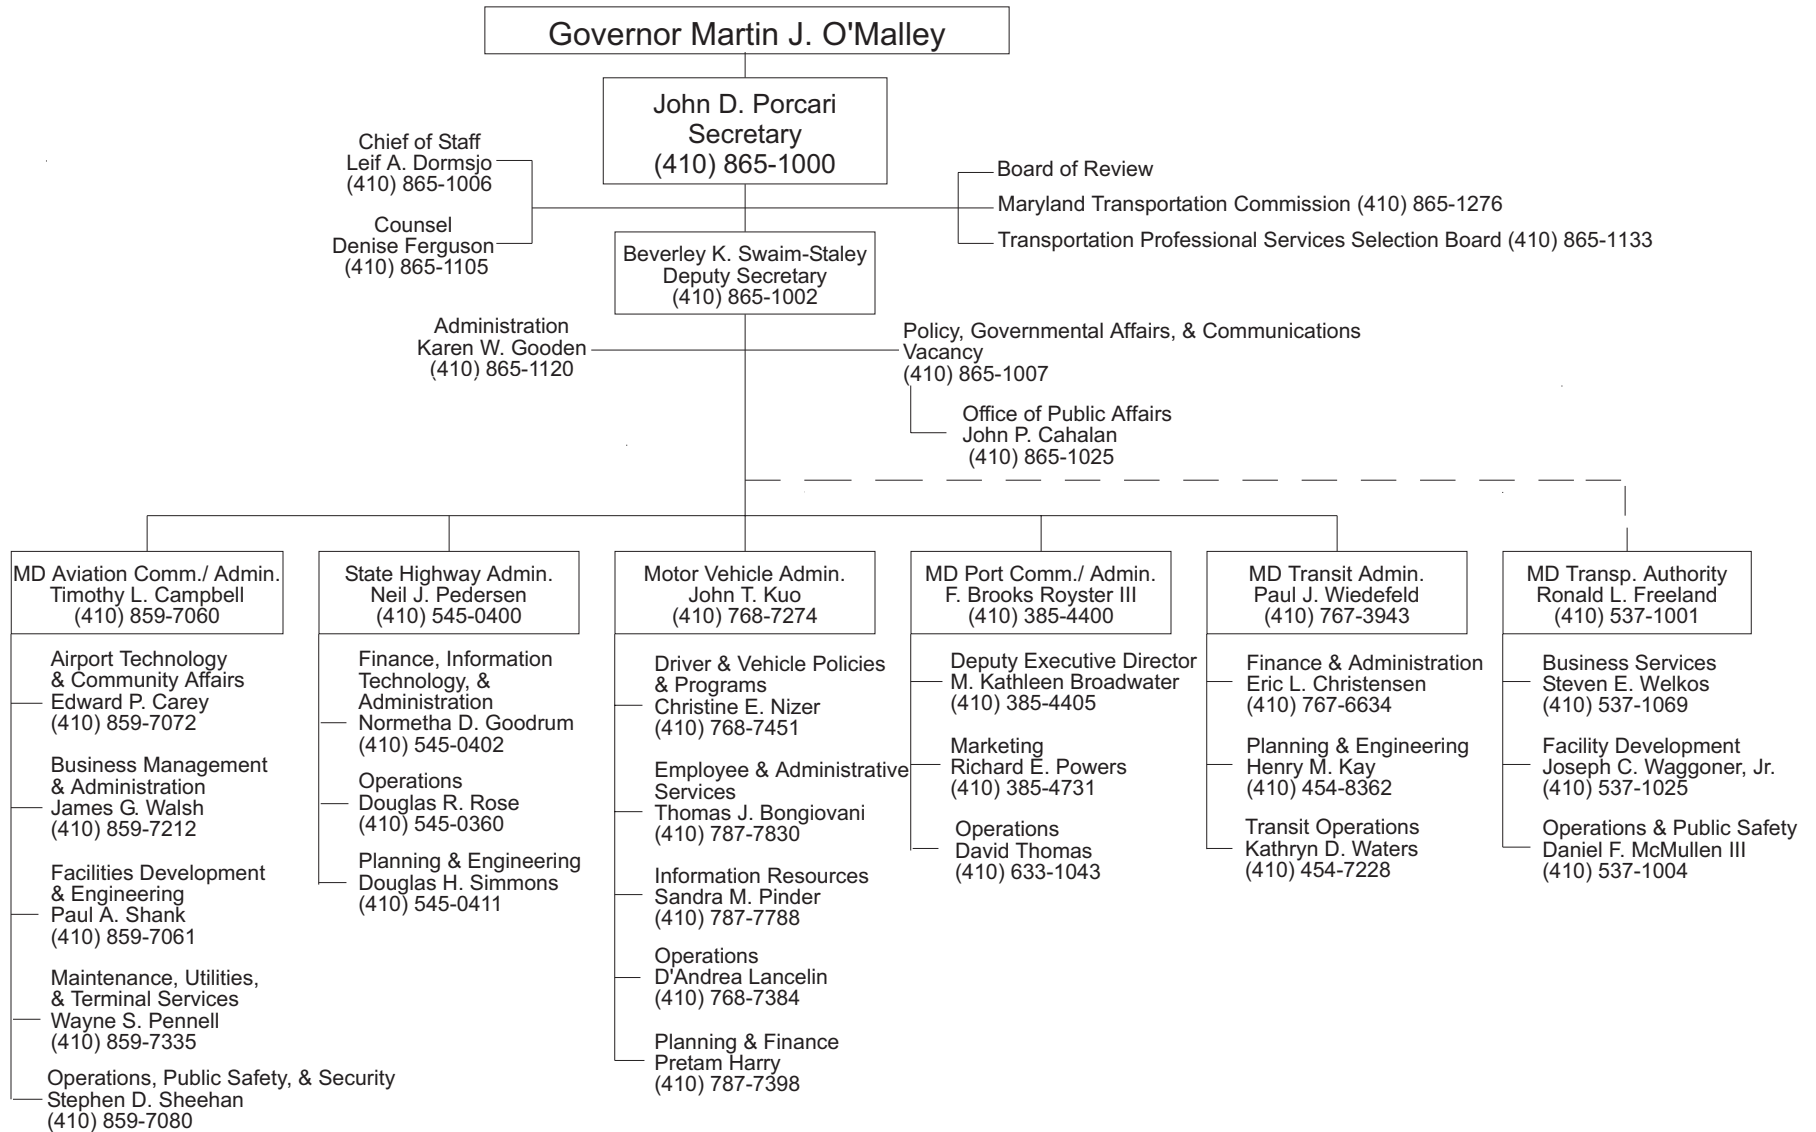 Governor Martin J. O'Malley
John D. Porcari
Secretary
(410) 865-1000
Chief of Staff
Leif A. Dormsjo
(410) 865-1006
Counsel
Denise Ferguson
(410) 865-1105
Board of Review
Maryland Transportation Commission (410) 865-1276
Transportation Professional Services Selection Board (410) 865-1133
Beverley K. Swaim-Staley
Deputy Secretary
(410) 865-1002
Administration
Karen W. Gooden
(410) 865-1120
Policy, Governmental Affairs, & Communications
Vacancy
(410) 865-1007
Office of Public Affairs
John P. Cahalan
(410) 865-1025
MD Aviation Comm./ Admin.
Timothy L. Campbell
(410) 859-7060
Airport Technology
& Community Affairs
Edward P. Carey
(410) 859-7072
Business Management
& Administration
James G. Walsh
(410) 859-7212
Facilities Development
& Engineering
Paul A. Shank
(410) 859-7061
Maintenance, Utilities,
& Terminal Services
Wayne S. Pennell
(410) 859-7335
Operations, Public Safety, & Security
Stephen D. Sheehan
(410) 859-7080
State Highway Admin.
Neil J. Pedersen
(410) 545-0400
Finance, Information
Technology, &
Administration
Normetha D. Goodrum
(410) 545-0402
Operations
Douglas R. Rose
(410) 545-0360
Planning & Engineering
Douglas H. Simmons
(410) 545-0411
Motor Vehicle Admin.
John T. Kuo
(410) 768-7274
Driver & Vehicle Policies
& Programs
Christine E. Nizer
(410) 768-7451
Employee & Administrative
Services
Thomas J. Bongiovani
(410) 787-7830
Information Resources
Sandra M. Pinder
(410) 787-7788
Operations
D'Andrea Lancelin
(410) 768-7384
Planning & Finance
Pretam Harry
(410) 787-7398
MD Port Comm./ Admin.
F. Brooks Royster III
(410) 385-4400
Deputy Executive Director
M. Kathleen Broadwater
(410) 385-4405
Marketing
Richard E. Powers
(410) 385-4731
Operations
David Thomas
(410) 633-1043
MD Transit Admin.
Paul J. Wiedefeld
(410) 767-3943
Finance & Administration
Eric L. Christensen
(410) 767-6634
Planning & Engineering
Henry M. Kay
(410) 454-8362
Transit Operations
Kathryn D. Waters
(410) 454-7228
MD Transp. Authority
Ronald L. Freeland
(410) 537-1001
Business Services
Steven E. Welkos
(410) 537-1069
Facility Development
Joseph C. Waggoner, Jr.
(410) 537-1025
Operations & Public Safety
Daniel F. McMullen III
(410) 537-1004